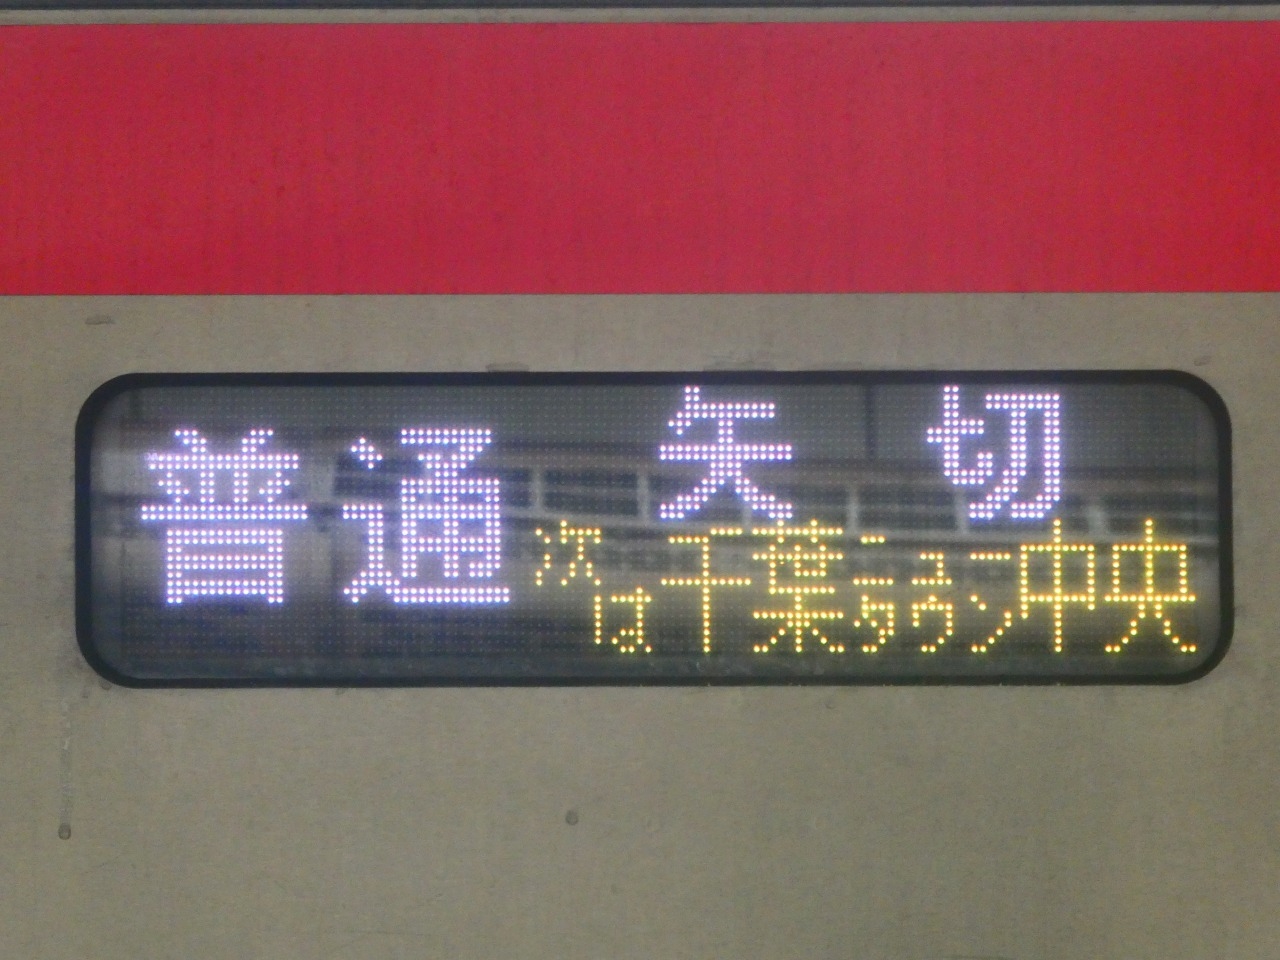 普通 矢切
次は千葉ニュータウン中央